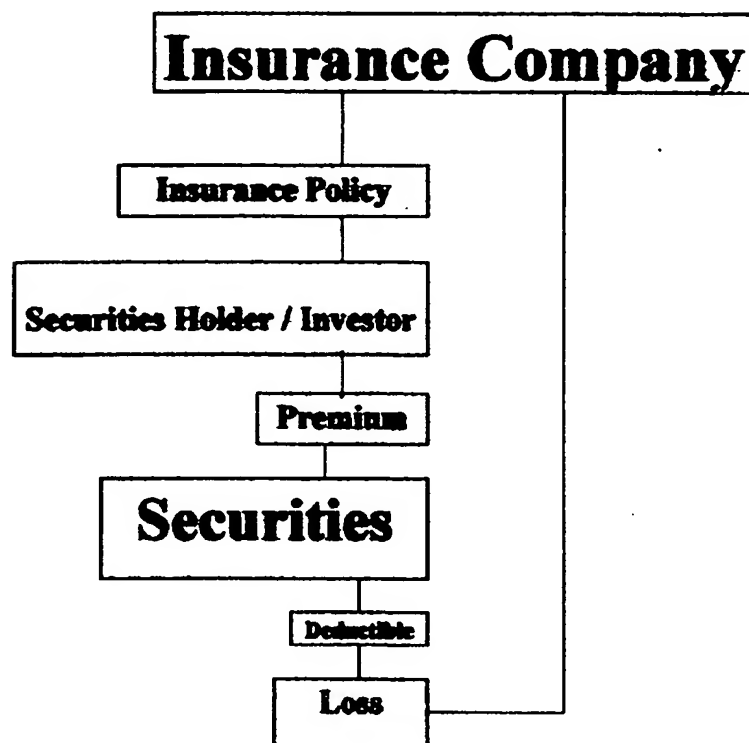 Insurance Company
Insurance Policy
Securities Holder / Investor
Premium
Securities
Deductible
Loss